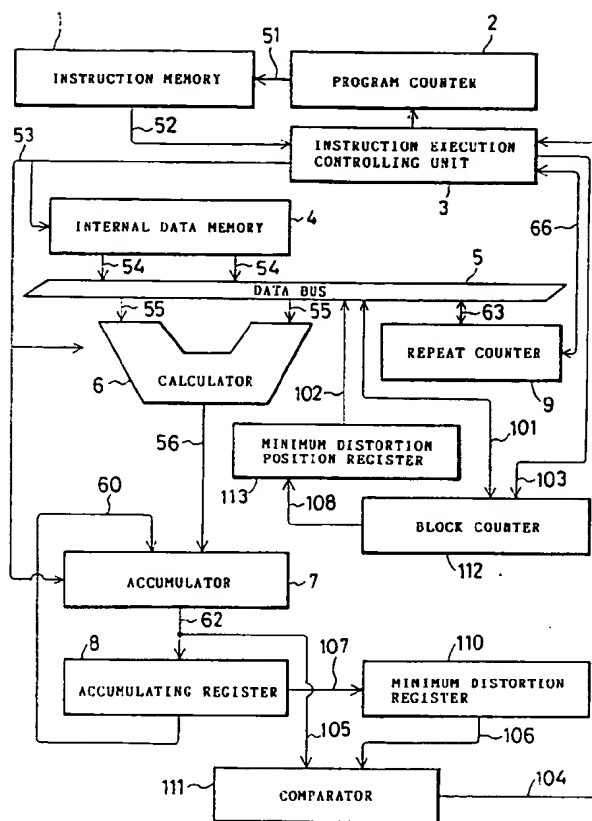 1
2
INSTRUCTION MEMORY
51
PROGRAM COUNTER
52
53
INSTRUCTION EXECUTION
CONTROLLING UNIT
3
66
INTERNAL DATA MEMORY
4
54
54
5
DATA BUS
55
55
63
6
CALCULATOR
REPEAT COUNTER
9
102
101
56
MINIMUM DISTORTION
POSITION REGISTER
113
108
103
60
BLOCK COUNTER
112
ACCUMULATOR
7
62
8
107
110
ACCUMULATING REGISTER
MINIMUM DISTORTION
REGISTER
105
106
111
COMPARATOR
104